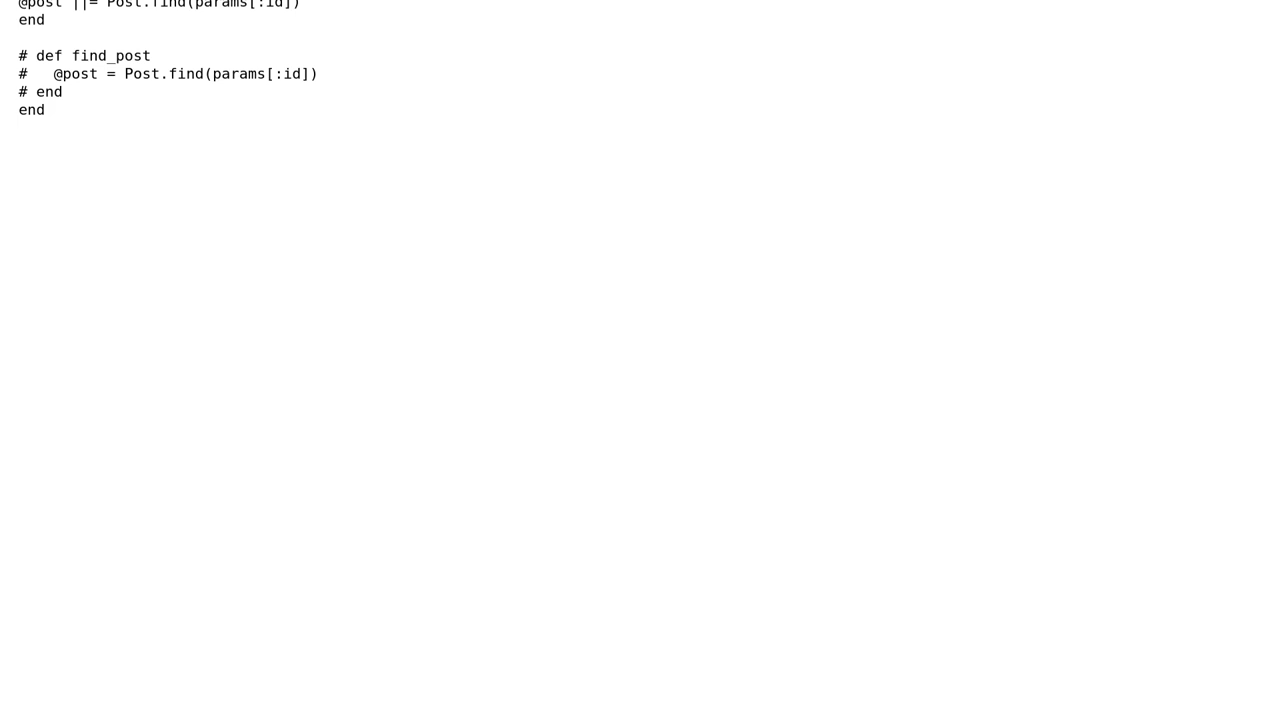 @post ||= Post.find(params[:id])
end

# def find_post
#   @post = Post.find(params[:id])
# end
end